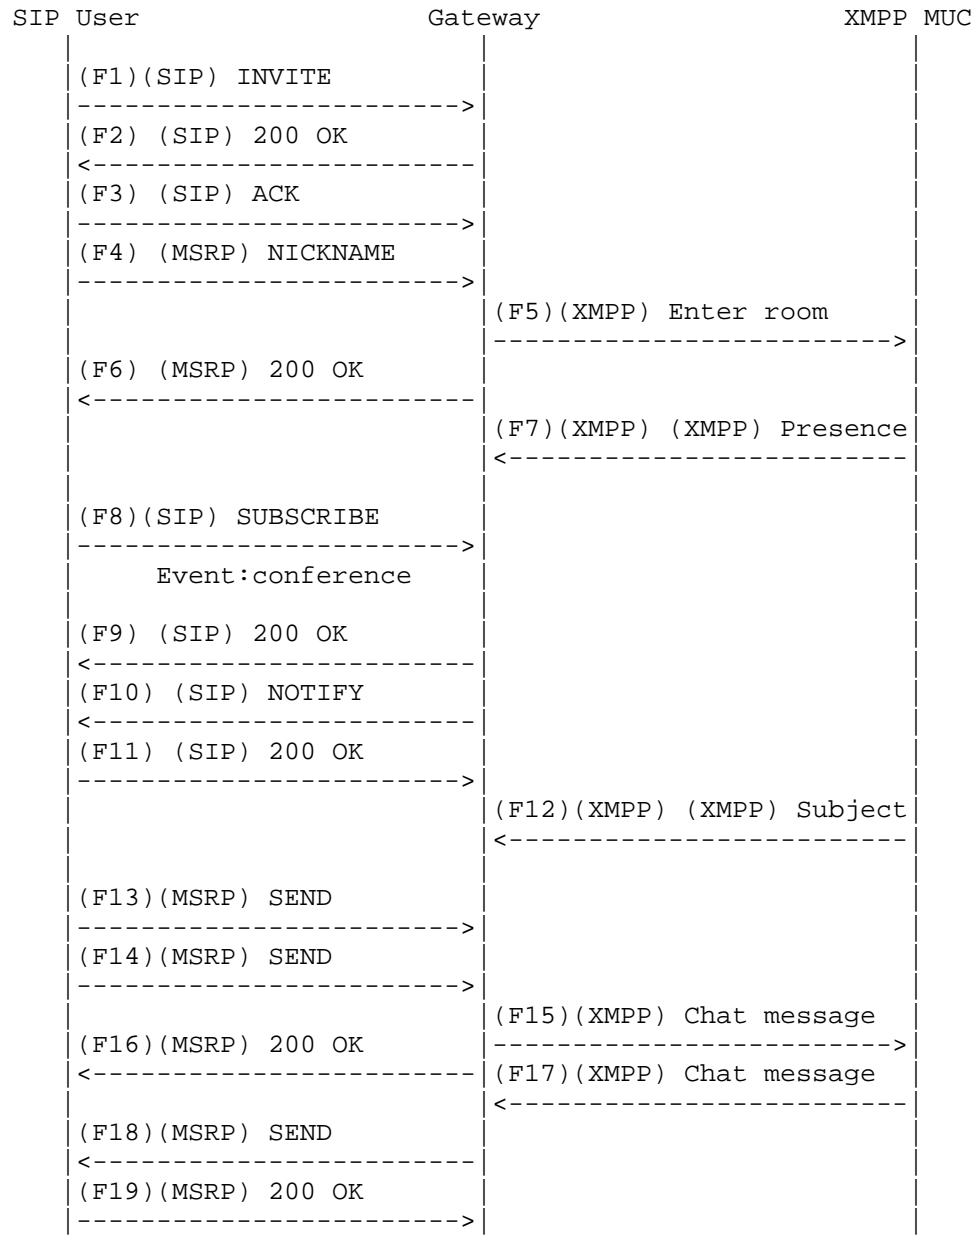 SIP User                  Gateway                   XMPP MUC
(F1)(SIP) INVITE
------------------------>
(F2) (SIP) 200 OK
<------------------------
(F3) (SIP) ACK
------------------------>
(F4) (MSRP) NICKNAME
------------------------>
(F5)(XMPP) Enter room
------------------------->
(F6) (MSRP) 200 OK
<------------------------
(F7)(XMPP) (XMPP) Presence
<-------------------------
(F8)(SIP) SUBSCRIBE
------------------------>
Event:conference
(F9) (SIP) 200 OK
<------------------------
(F10) (SIP) NOTIFY
<------------------------
(F11) (SIP) 200 OK
------------------------>
(F12)(XMPP) (XMPP) Subject
<-------------------------
(F13)(MSRP) SEND
------------------------>
(F14)(MSRP) SEND
------------------------>
(F15)(XMPP) Chat message
(F16)(MSRP) 200 OK        ------------------------->
<------------------------ (F17)(XMPP) Chat message
<-------------------------
(F18)(MSRP) SEND
<------------------------
(F19)(MSRP) 200 OK
------------------------>